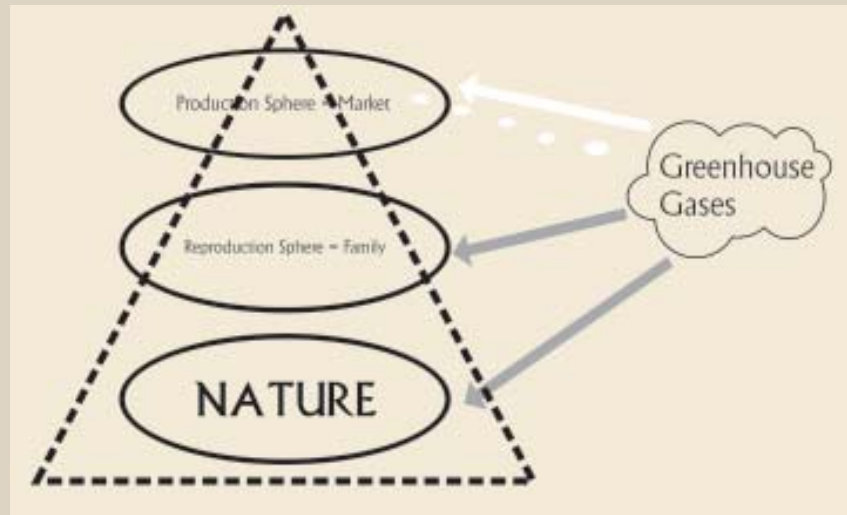 Production Sphere = Market
Greenhouse
Gases
Reproduction Sphere = Family
NATURE